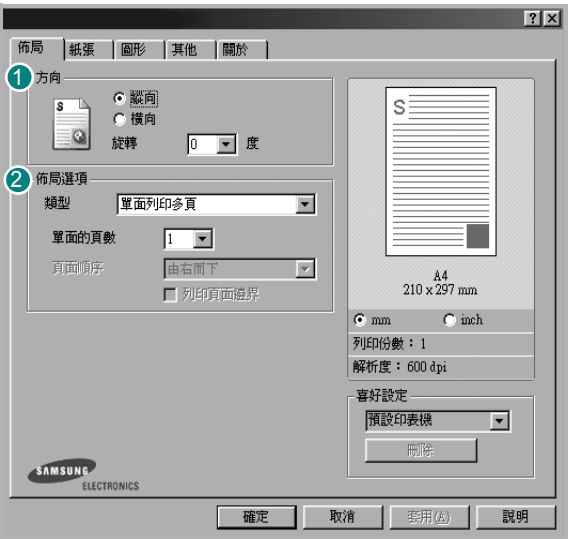 ? X
佈局 紙張 圖形 其他 關於
1 方向
S
縱向
橫向
旋轉 0 度
2 佈局選項
類型 單面列印多頁
單面的頁數 1
頁面順序 由右而下
列印頁面邊界
S
A4
210 x 297 mm
mm inch
列印份數：1
解析度：600 dpi
喜好設定
預設印表機
刪除
SAMSUNG
ELECTRONICS
確定 取消 套用(A) 說明